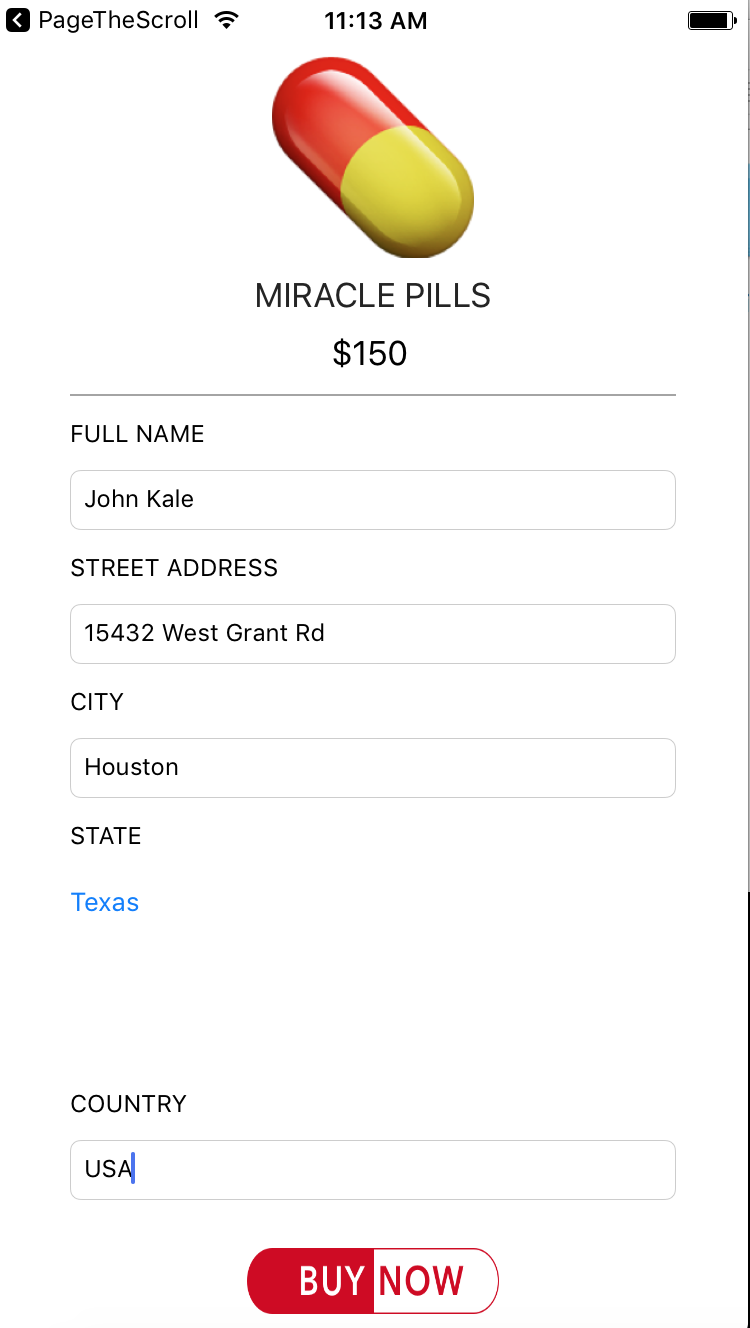 PageTheScroll 11:13 AM
MIRACLE PILLS
$150
FULL NAME
John Kale
STREET ADDRESS
15432 West Grant Rd
CITY
Houston
STATE
Texas
COUNTRY
USA
BUY NOW